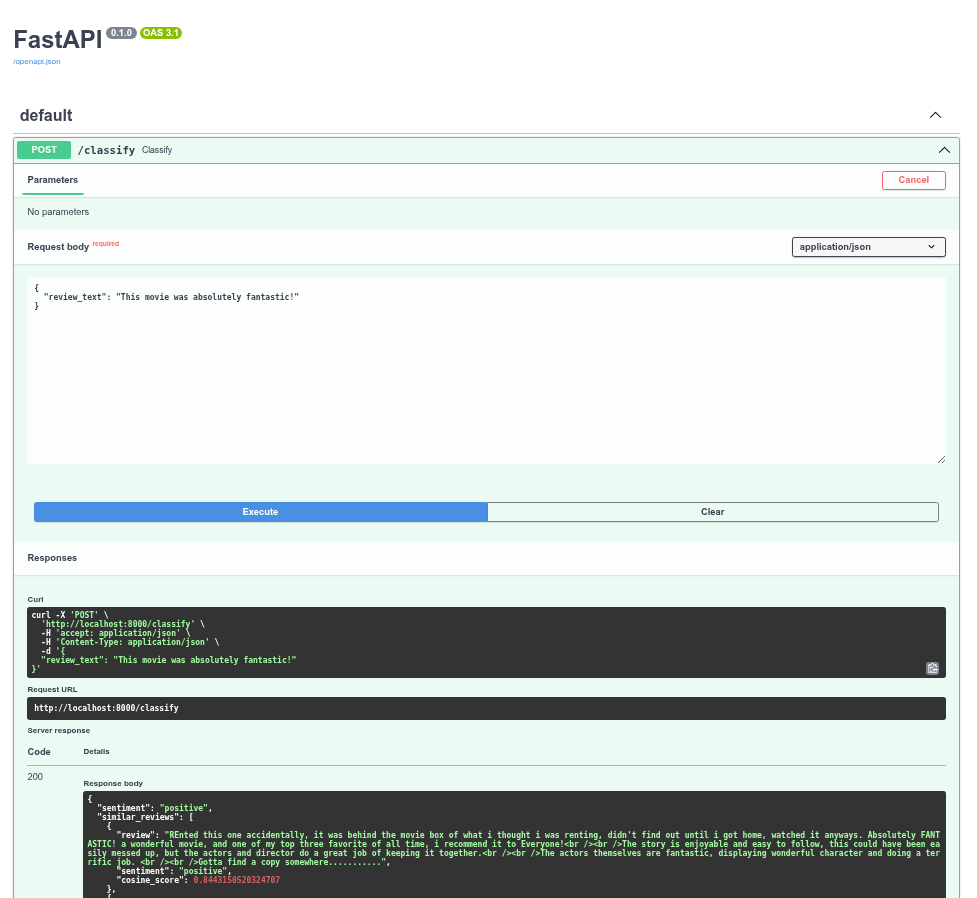 FastAPI 0.1.0 OAS 3.1
/openapi.json
default
POST /classify Classify
Parameters Cancel
No parameters
Request body required application/json
{
"review_text": "This movie was absolutely fantastic!"
}
Execute Clear
Responses
Curl
curl -X 'POST' \
'http://localhost:8000/classify' \
-H 'accept: application/json' \
-H 'Content-Type: application/json' \
-d '{
"review_text": "This movie was absolutely fantastic!"
}'
Request URL
http://localhost:8000/classify
Server response
Code Details
200
Response body
{
"sentiment": "positive",
"similar_reviews": [
{
"review": "REnted this one accidentally, it was behind the movie box of what i thought i was renting, didn't find out until i got home, watched it anyways. Absolutely FANT
ASTIC! a wonderful movie, and one of my top three favorite of all time, i recommend it to Everyone!<br /><br />The story is enjoyable and easy to follow, this could have been ea
sily messed up, but the actors and director do a great job of keeping it together.<br /><br />The actors themselves are fantastic, displaying wonderful character and doing a ter
rific job. <br /><br />Gotta find a copy somewhere...........",
"sentiment": "positive",
"cosine_score": 0.8443150520324707
},
{